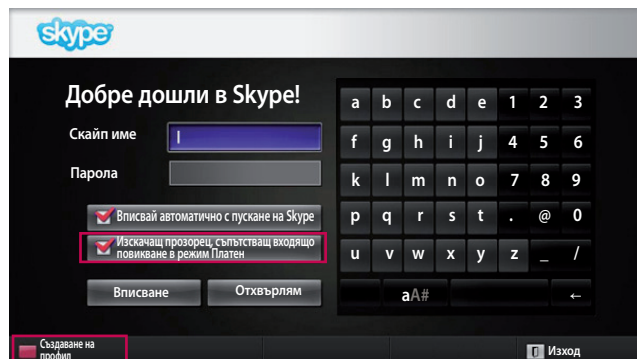 skype
Добре дошли в Skype!
Скайп име
Парола
Вписвай автоматично с пускане на Skype
Изскачащ прозорец, съпътстващ входящо
повикване в режим Платен
Вписване Отхвърлям
a b c d e 1 2 3
f g h i j 4 5 6
k l m n o 7 8 9
p q r s t . @ 0
u v w x y z _ /
aA# ←
Създаване на
профил
Изход